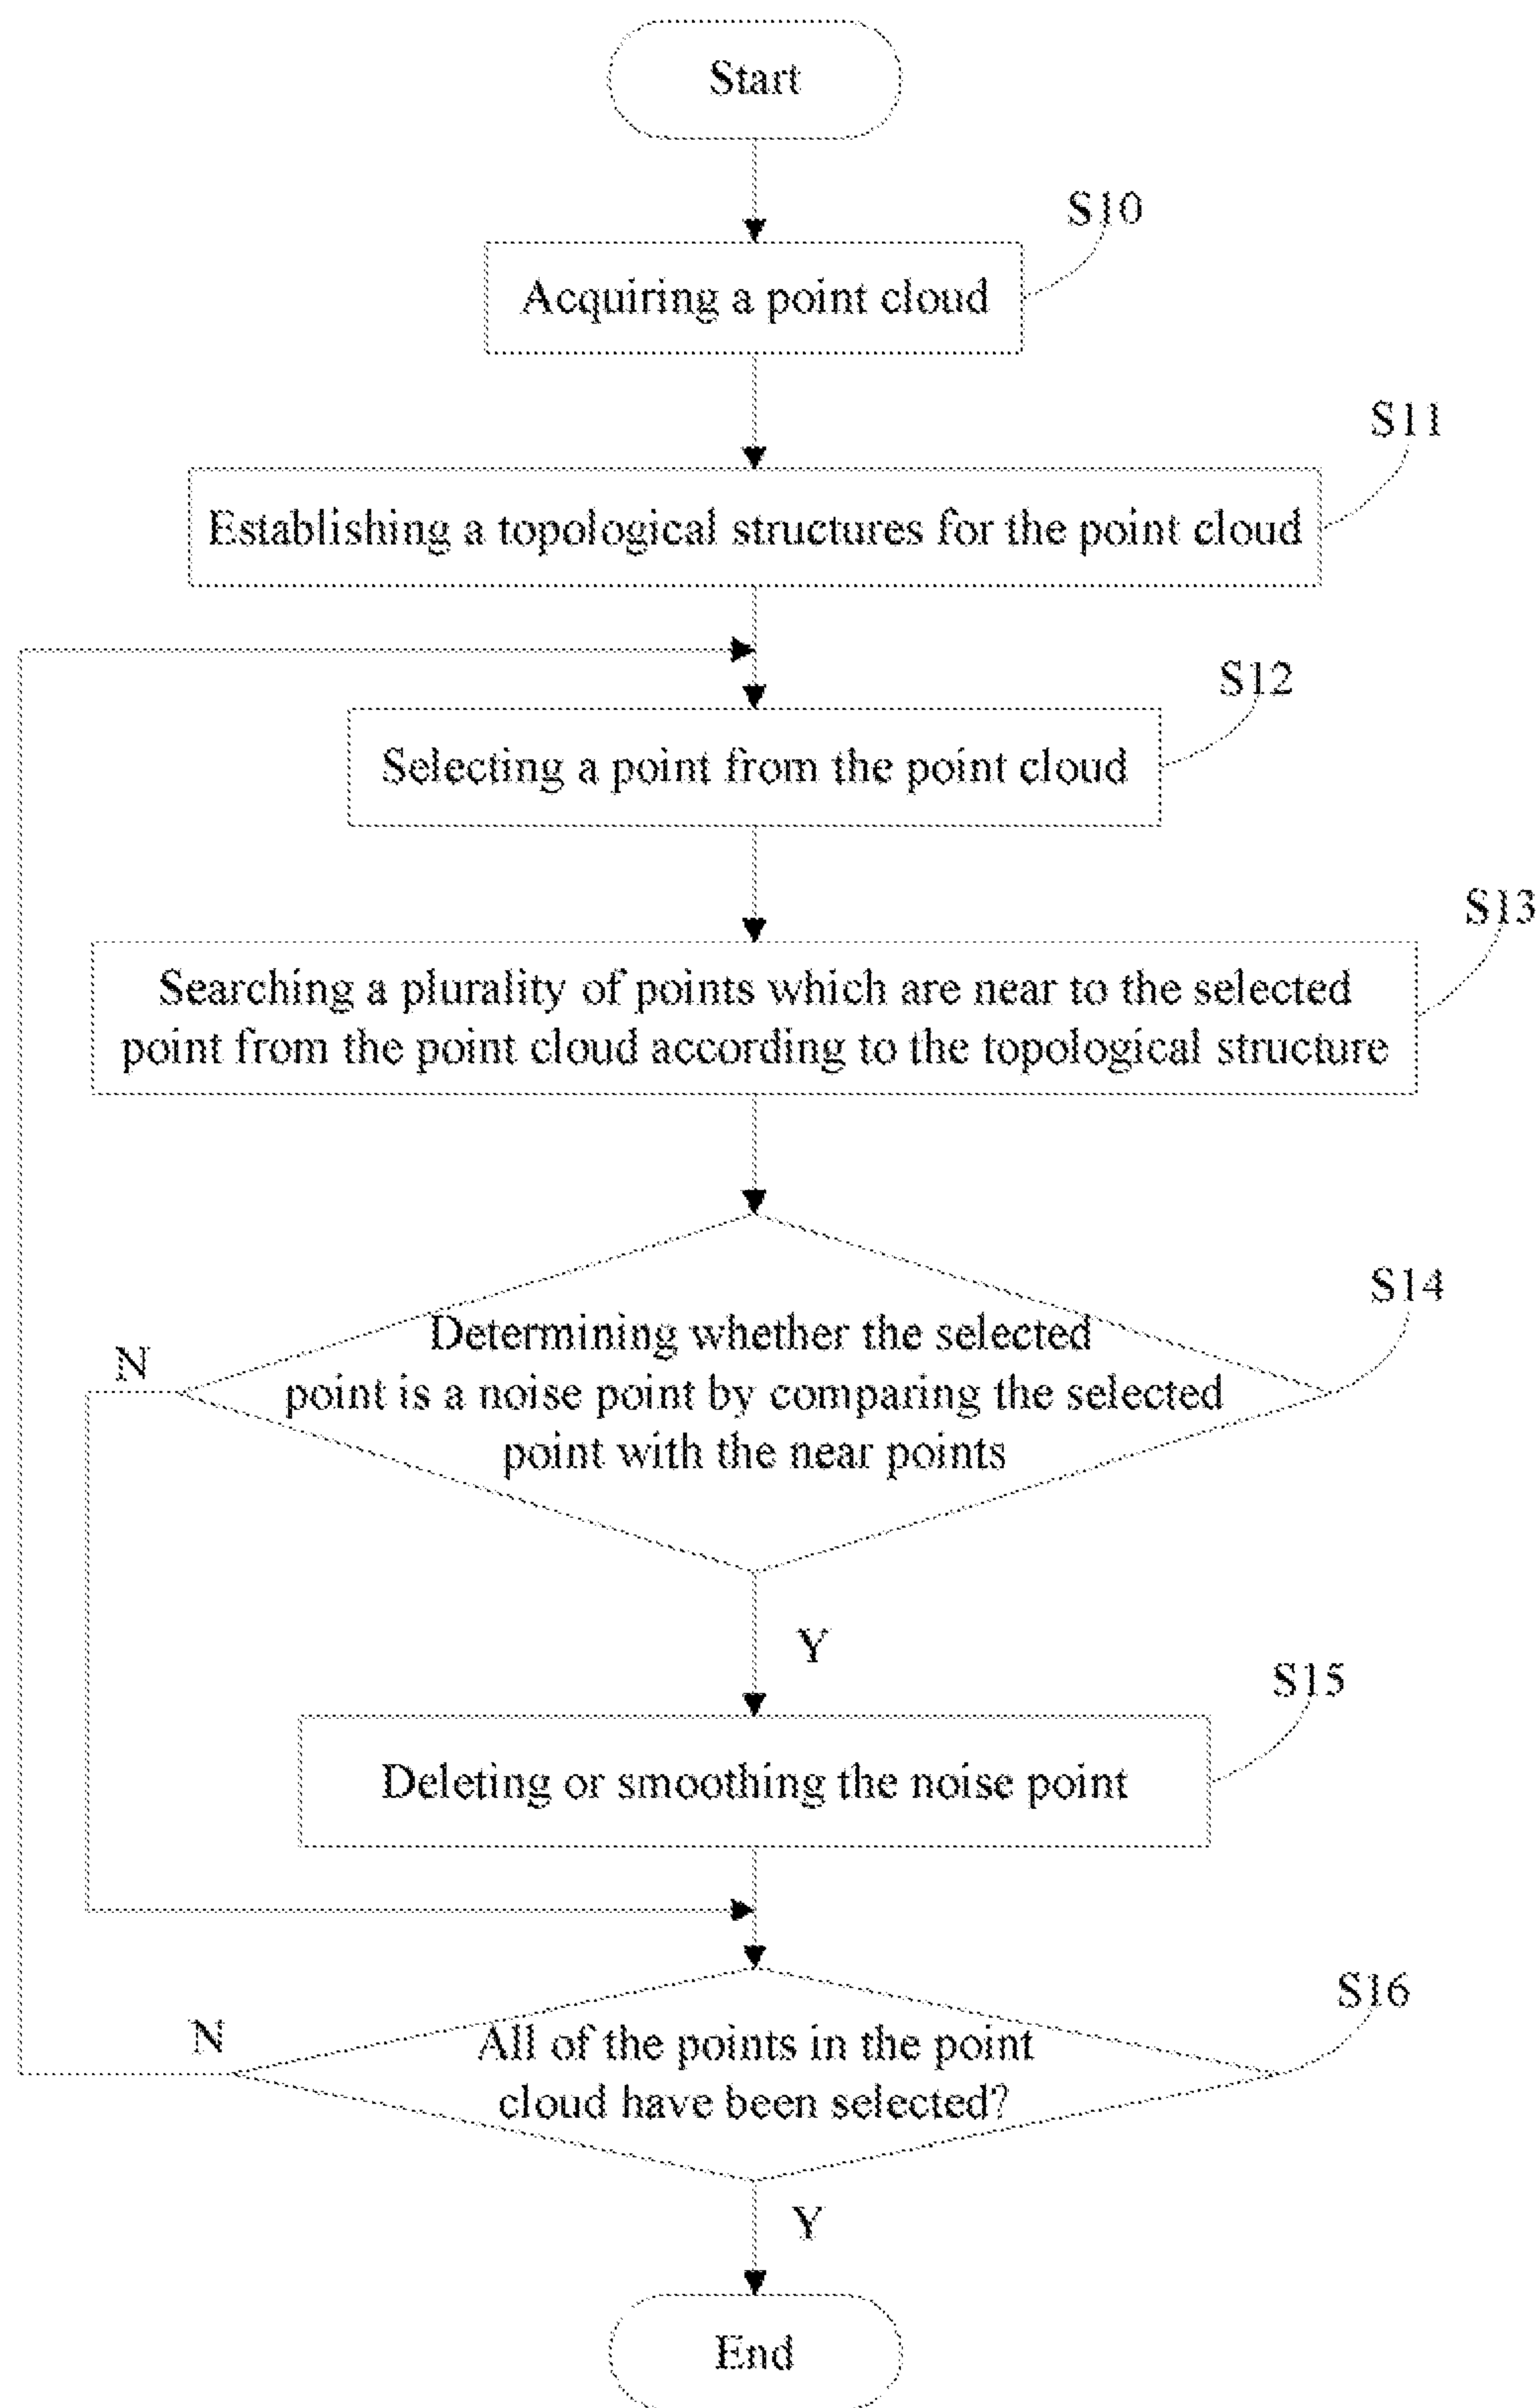 Start
S10
Acquiring a point cloud
S11
Establishing a topological structures for the point cloud
S12
Selecting a point from the point cloud
S13
Searching a plurality of points which are near to the selected
point from the point cloud according to the topological structure
S14
N
Determining whether the selected
point is a noise point by comparing the selected
point with the near points
Y
S15
Deleting or smoothing the noise point
S16
N
All of the points in the point
cloud have been selected?
Y
End